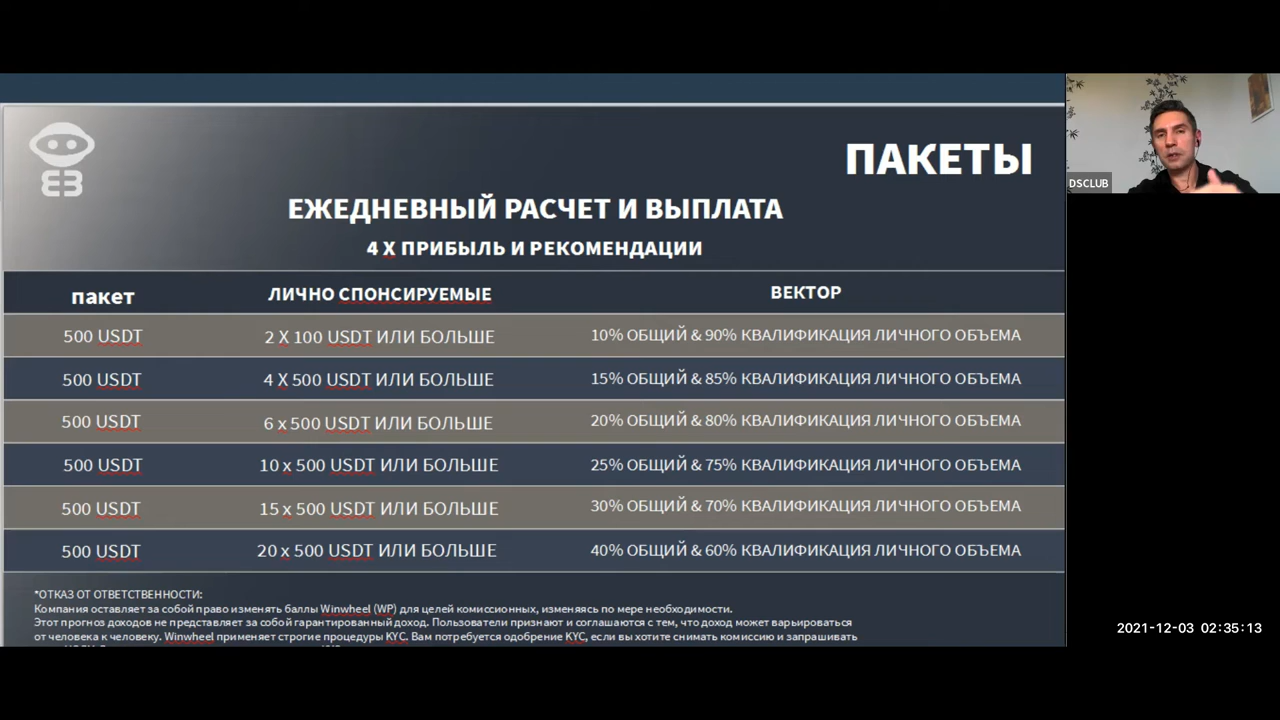 ПАКЕТЫ
ЕЖЕДНЕВНЫЙ РАСЧЕТ И ВЫПЛАТА
4 X ПРИБЫЛЬ И РЕКОМЕНДАЦИИ
пакет ЛИЧНО СПОНСИРУЕМЫЕ ВЕКТОР
500 USDT 2 X 100 USDT ИЛИ БОЛЬШЕ 10% ОБЩИЙ & 90% КВАЛИФИКАЦИЯ ЛИЧНОГО ОБЪЕМА
500 USDT 4 X 500 USDT ИЛИ БОЛЬШЕ 15% ОБЩИЙ & 85% КВАЛИФИКАЦИЯ ЛИЧНОГО ОБЪЕМА
500 USDT 6 x 500 USDT ИЛИ БОЛЬШЕ 20% ОБЩИЙ & 80% КВАЛИФИКАЦИЯ ЛИЧНОГО ОБЪЕМА
500 USDT 10 x 500 USDT ИЛИ БОЛЬШЕ 25% ОБЩИЙ & 75% КВАЛИФИКАЦИЯ ЛИЧНОГО ОБЪЕМА
500 USDT 15 x 500 USDT ИЛИ БОЛЬШЕ 30% ОБЩИЙ & 70% КВАЛИФИКАЦИЯ ЛИЧНОГО ОБЪЕМА
500 USDT 20 x 500 USDT ИЛИ БОЛЬШЕ 40% ОБЩИЙ & 60% КВАЛИФИКАЦИЯ ЛИЧНОГО ОБЪЕМА
*ОТКАЗ ОТ ОТВЕТСТВЕННОСТИ:
Компания оставляет за собой право изменять баллы Winwheel (WP) для целей комиссионных, изменяясь по мере необходимости.
Этот прогноз доходов не представляет за собой гарантированный доход. Пользователи признают и соглашаются с тем, что доход может варьироваться
от человека к человеку. Winwheel применяет строгие процедуры KYC. Вам потребуется одобрение KYC, если вы хотите снимать комиссию и запрашивать
DSCLUB
2021-12-03 02:35:13